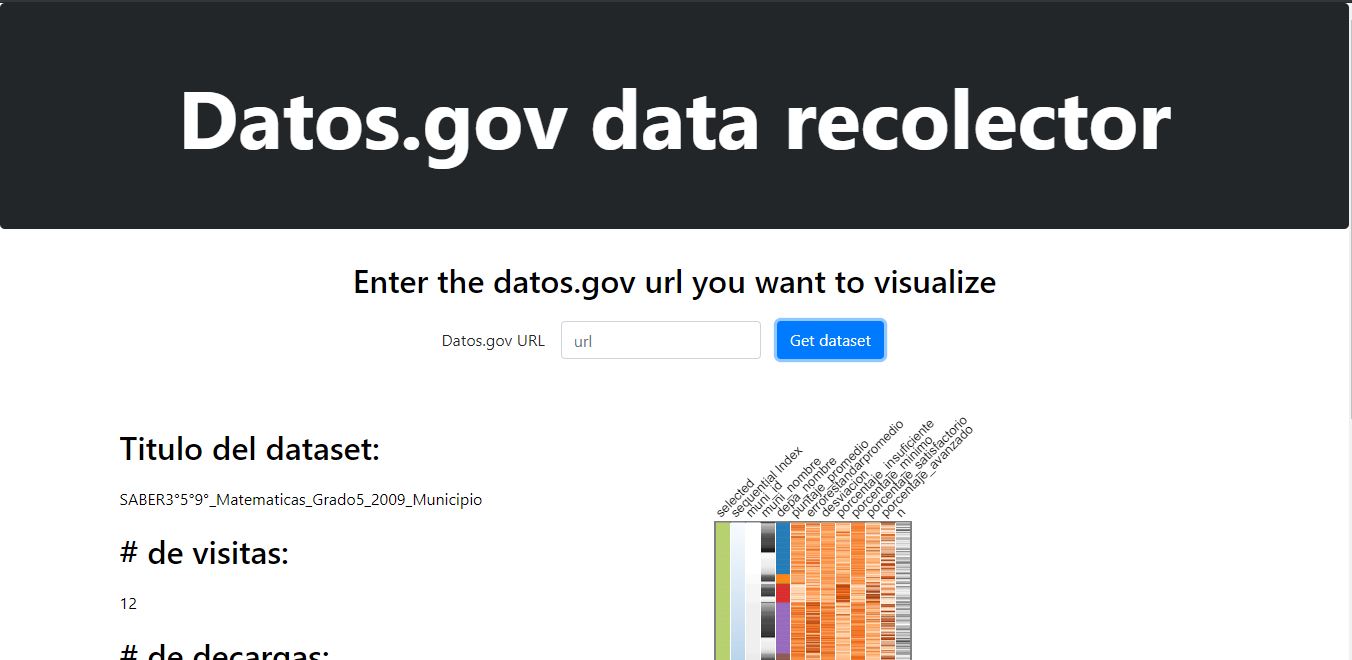 Datos.gov data recolector
Enter the datos.gov url you want to visualize
Datos.gov URL url Get dataset
Titulo del dataset:
SABER3°5°9°_Matematicas_Grado5_2009_Municipio
# de visitas:
12
# de decargas:
selected
sequential Index
muni_id
muni_nombre
depa_nombre
puntaje_promedio
errorestandarpromedio
desviacion
porcentaje_insuficiente
porcentaje_minimo
porcentaje_satisfactorio
porcentaje_avanzado
n